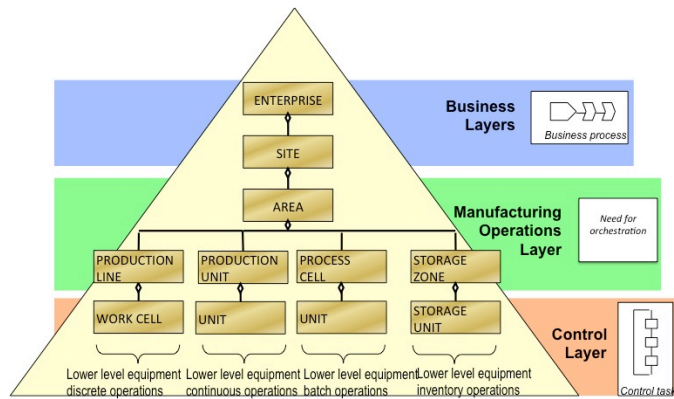 ENTERPRISE
Business
Layers
Business process
SITE
AREA
Manufacturing
Operations
Layer
Need for
orchestration
PRODUCTION
LINE
PRODUCTION
UNIT
PROCESS
CELL
STORAGE
ZONE
WORK CELL
UNIT
UNIT
STORAGE
UNIT
Control
Layer
Control task
Lower level equipment
discrete operations
Lower level equipment
continuous operations
Lower level equipment
batch operations
Lower level equipment
inventory operations